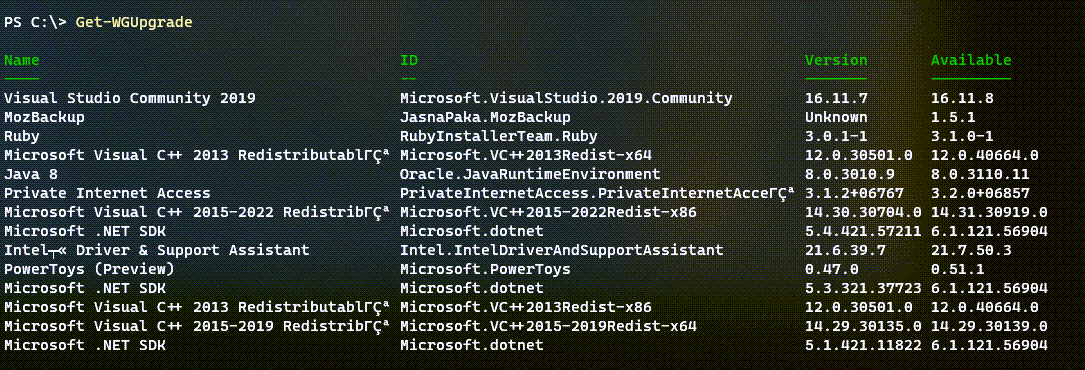 PS C:\> Get-WGUpgrade
Name ID Version Available
---- -- ------- ---------
Visual Studio Community 2019 Microsoft.VisualStudio.2019.Community 16.11.7 16.11.8
MozBackup JasnaPaka.MozBackup Unknown 1.5.1
Ruby RubyInstallerTeam.Ruby 3.0.1-1 3.1.0-1
Microsoft Visual C++ 2013 RedistributablΓÇª Microsoft.VC++2013Redist-x64 12.0.30501.0 12.0.40664.0
Java 8 Oracle.JavaRuntimeEnvironment 8.0.3010.9 8.0.3110.11
Private Internet Access PrivateInternetAccess.PrivateInternetAcceΓÇª 3.1.2+06767 3.2.0+06857
Microsoft Visual C++ 2015-2022 RedistribΓÇª Microsoft.VC++2015-2022Redist-x86 14.30.30704.0 14.31.30919.0
Microsoft .NET SDK Microsoft.dotnet 5.4.421.57211 6.1.121.56904
Intel┬« Driver & Support Assistant Intel.IntelDriverAndSupportAssistant 21.6.39.7 21.7.50.3
PowerToys (Preview) Microsoft.PowerToys 0.47.0 0.51.1
Microsoft .NET SDK Microsoft.dotnet 5.3.321.37723 6.1.121.56904
Microsoft Visual C++ 2013 RedistributablΓÇª Microsoft.VC++2013Redist-x86 12.0.30501.0 12.0.40664.0
Microsoft Visual C++ 2015-2019 RedistribΓÇª Microsoft.VC++2015-2019Redist-x64 14.29.30135.0 14.29.30139.0
Microsoft .NET SDK Microsoft.dotnet 5.1.421.11822 6.1.121.56904